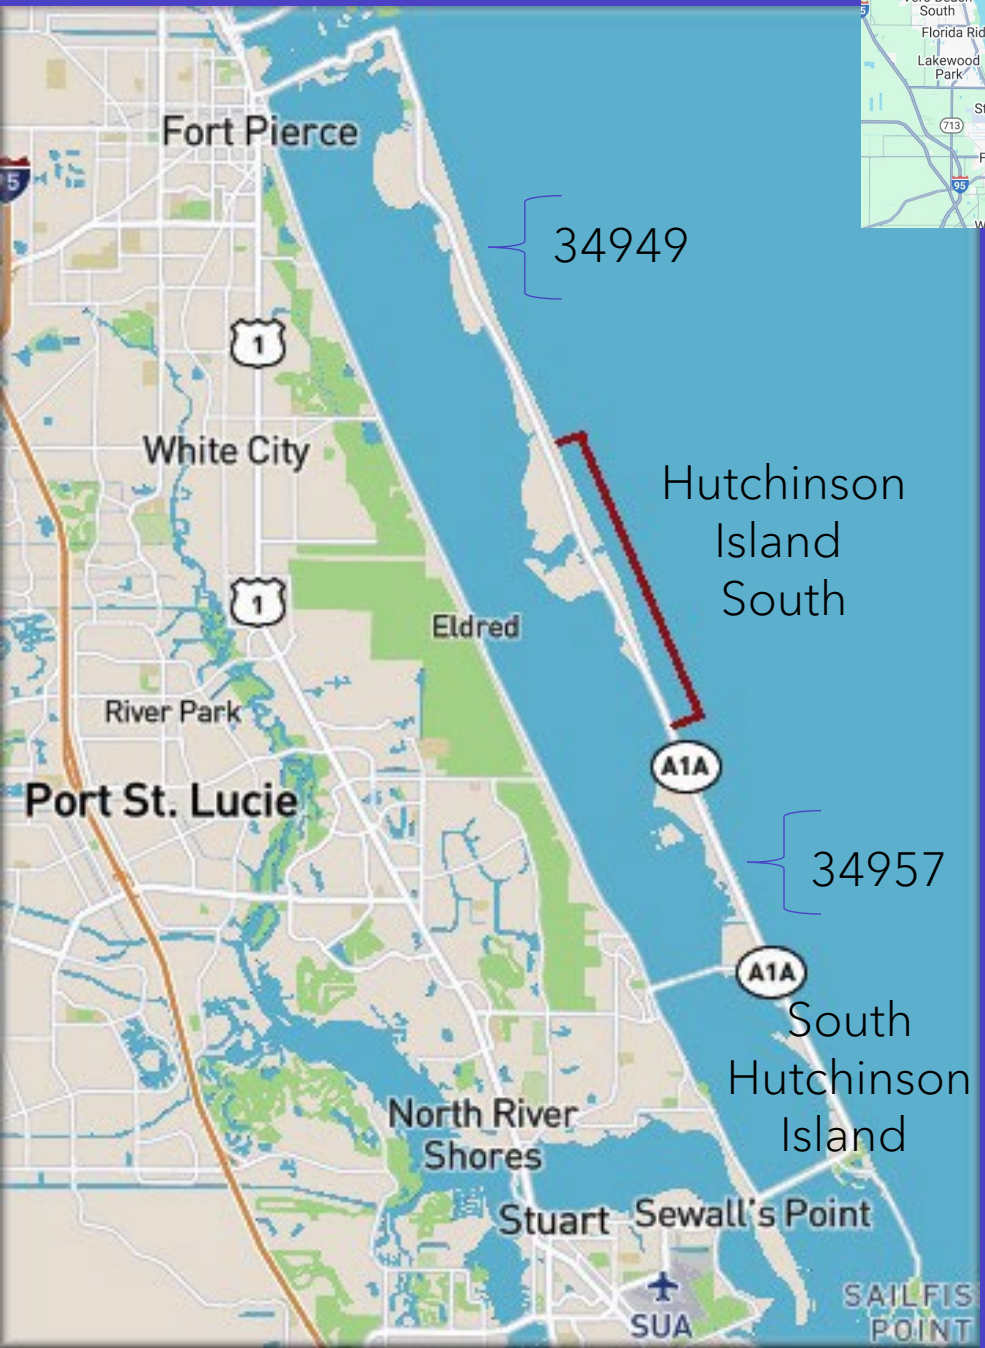 South
Florida Rid
Lakewood
Park
713
95
5
Fort Pierce
5
34949
1
White City
Hutchinson
Island
South
1
Eldred
River Park
A1A
Port St. Lucie
34957
A1A
South
Hutchinson
Island
North River
Shores
Stuart
Sewall's Point
SAILFIS
POINT
SUA